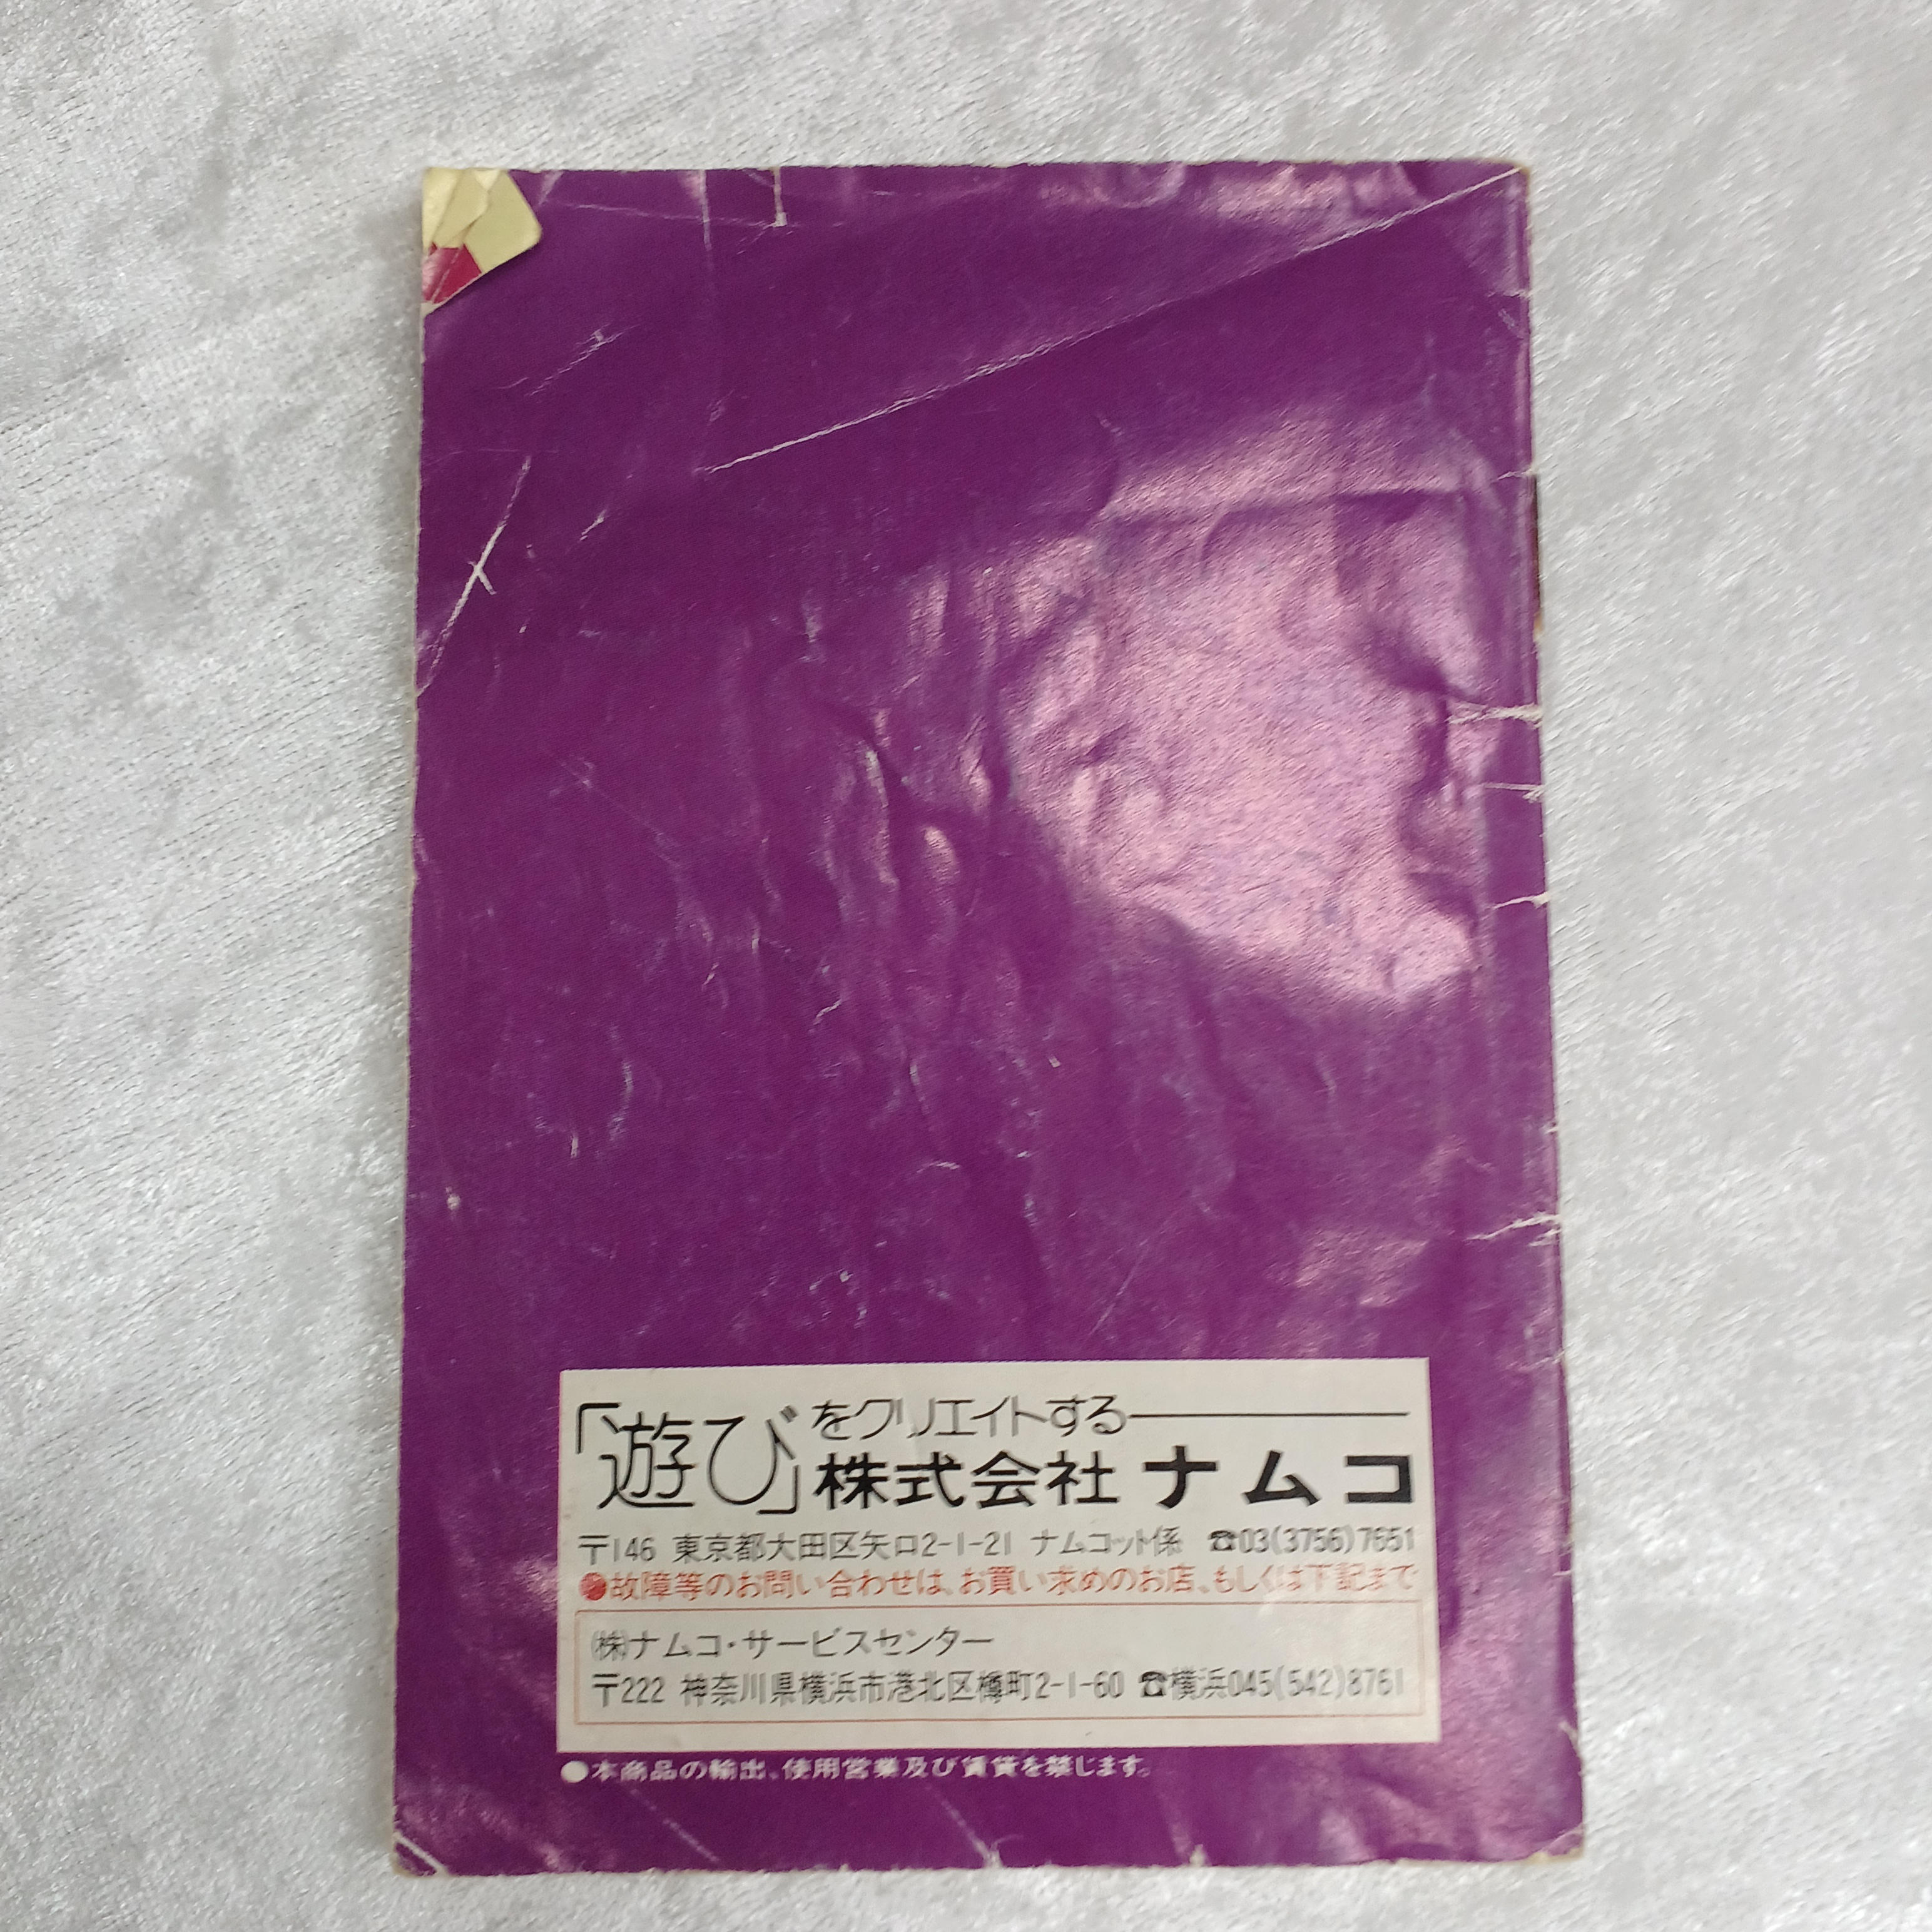 「遊び」をクリエイトする
株式会社ナムコ
〒146 東京都大田区矢口2-1-21 ナムコット係 ☎03(3756)7651
●故障等のお問い合わせは、お買い求めのお店、もしくは下記まで
㈱ナムコ・サービスセンター
〒222 神奈川県横浜市港北区樽町2-1-60 ☎横浜045(542)8761
●本商品の輸出、使用営業及び賃貸を禁じます。